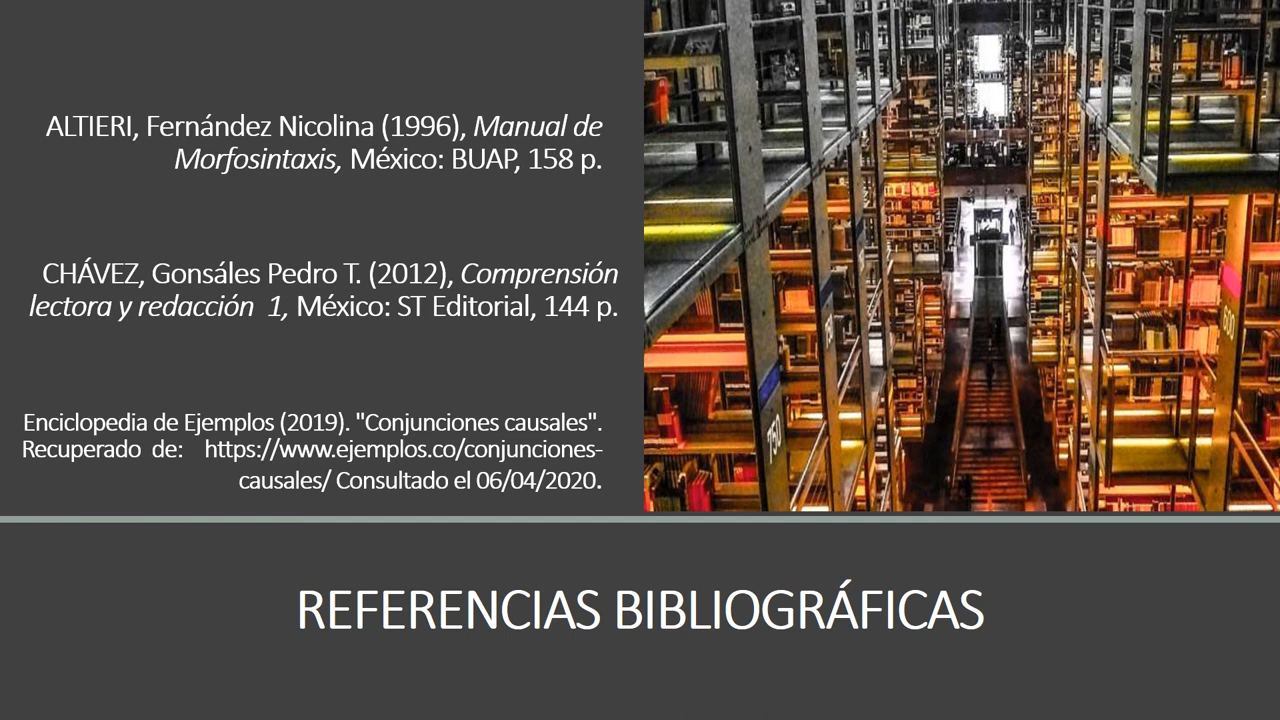 ALTIERI, Fernández Nicolina (1996), Manual de
Morfosintaxis, México: BUAP, 158 p.
CHÁVEZ, Gonsáles Pedro T. (2012), Comprensión
lectora y redacción 1, México: ST Editorial, 144 p.
Enciclopedia de Ejemplos (2019). "Conjunciones causales".
Recuperado de: https://www.ejemplos.co/conjunciones-
causales/ Consultado el 06/04/2020.
750
600
REFERENCIAS BIBLIOGRÁFICAS